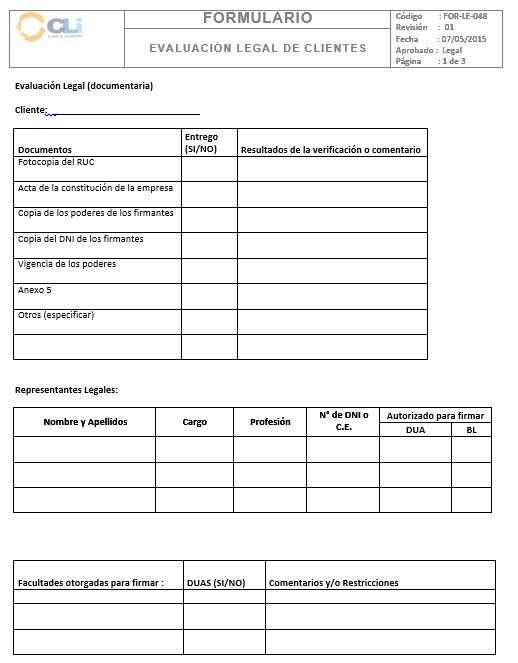 CLi
FORMULARIO
EVALUACIÓN LEGAL DE CLIENTES
Código : FOR-LE-048
Revisión : 01
Fecha : 07/05/2015
Aprobado : Legal
Página : 1 de 3
Evaluación Legal (documentaria)
Cliente:
Documentos
Entrego (SI/NO)
Resultados de la verificación o comentario
Fotocopia del RUC
Acta de la constitución de la empresa
Copia de los poderes de los firmantes
Copia del DNI de los firmantes
Vigencia de los poderes
Anexo 5
Otros (especificar)
Representantes Legales:
Nombre y Apellidos
Cargo
Profesión
N° de DNI o
C.E.
Autorizado para firmar
DUA
BL
Facultades otorgadas para firmar :
DUAS (SI/NO)
Comentarios y/o Restricciones